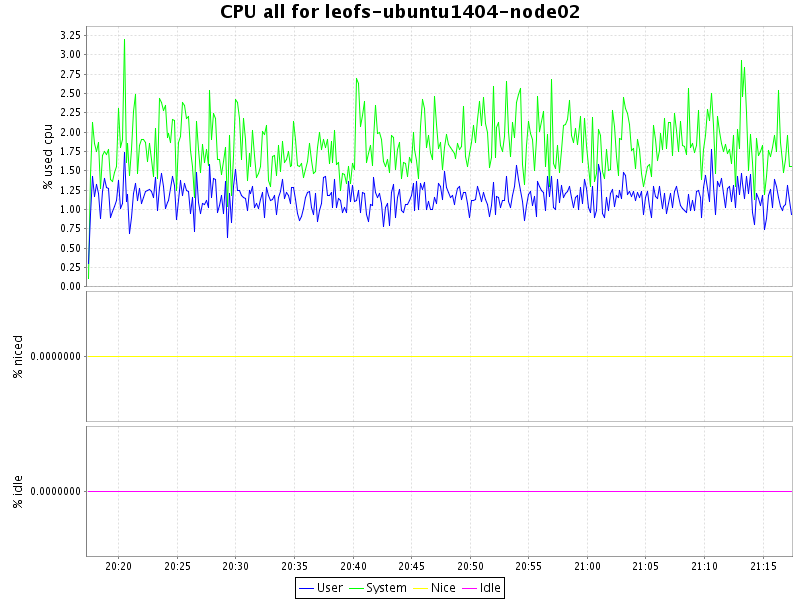 CPU all for leofs-ubuntu1404-node02
% used cpu
3.25
3.00
2.75
2.50
2.25
2.00
1.75
1.50
1.25
1.00
0.75
0.50
0.25
0.00
% niced
0.0000000
% idle
0.0000000
20:20 20:25 20:30 20:35 20:40 20:45 20:50 20:55 21:00 21:05 21:10 21:15
User System Nice Idle